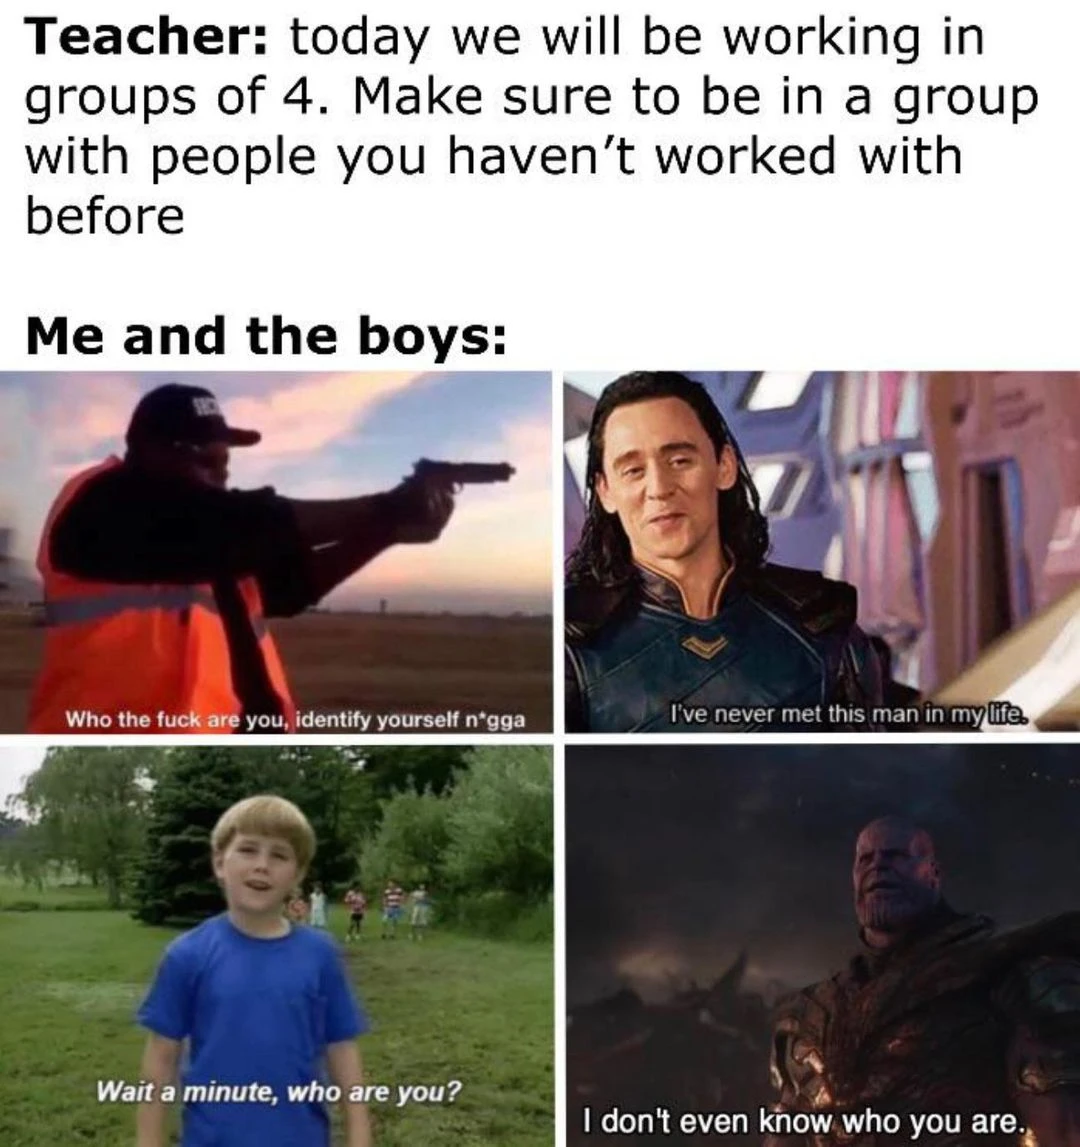 Teacher: today we will be working in
groups of 4. Make sure to be in a group
with people you haven’t worked with
before
Me and the boys:
Who the fuck are you, identify yourself n*gga
I've never met this man in my life.
Wait a minute, who are you?
I don't even know who you are.